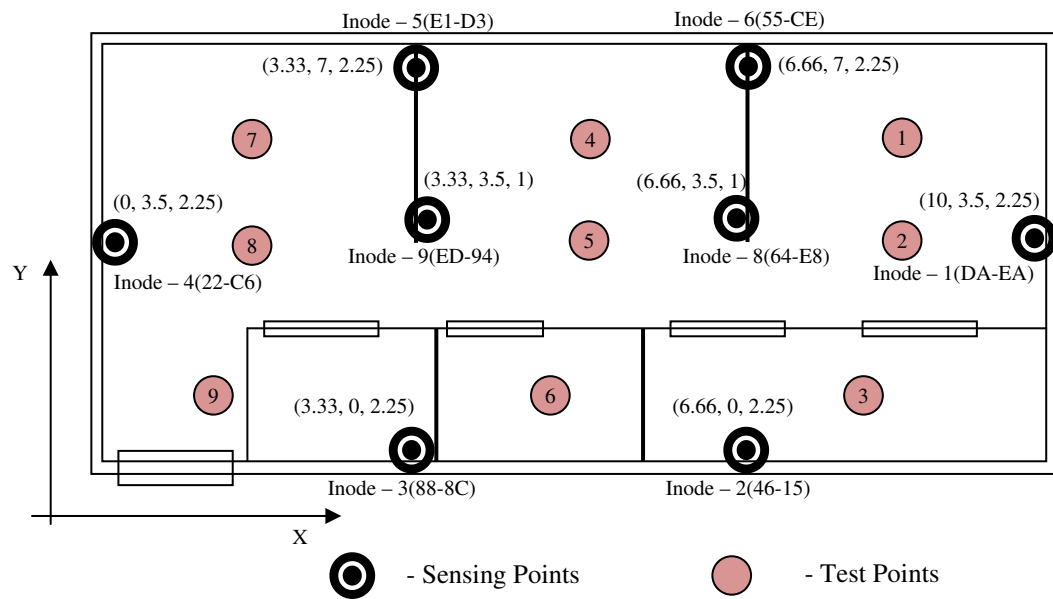 Inode – 5(E1-D3)
Inode – 6(55-CE)
(3.33, 7, 2.25)
(6.66, 7, 2.25)
7
4
1
(3.33, 3.5, 1)
(6.66, 3.5, 1)
(0, 3.5, 2.25)
(10, 3.5, 2.25)
8
5
2
Inode – 9(ED-94)
Inode – 8(64-E8)
Inode – 4(22-C6)
Inode – 1(DA-EA)
Y
9
6
3
(3.33, 0, 2.25)
(6.66, 0, 2.25)
Inode – 3(88-8C)
Inode – 2(46-15)
X
- Sensing Points
- Test Points